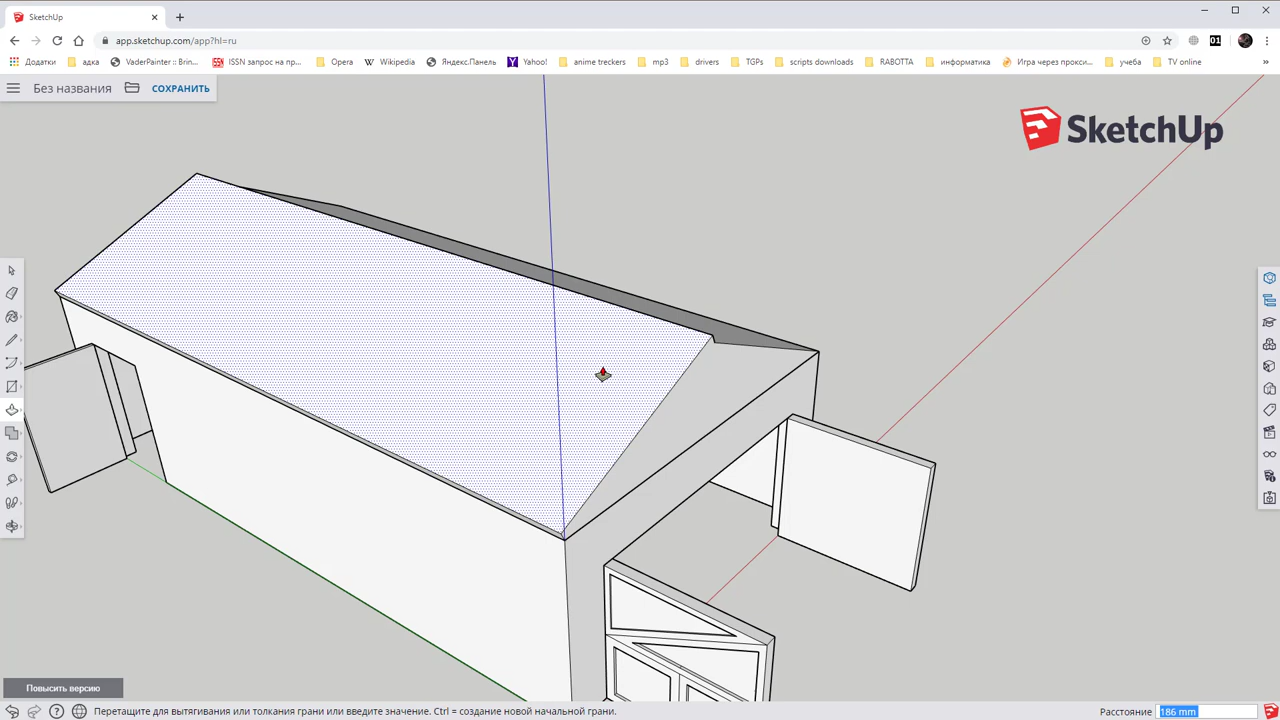 SketchUp
app.sketchup.com/app?hl=ru
01
Додатки
адка
VaderPainter :: Brin...
ISSN запрос на пр...
Opera
Wikipedia
Яндекс.Панель
Yahoo!
anime treckers
mp3
drivers
TGPs
scripts downloads
RABOTTA
информатика
Игра через прокси...
учеба
TV online
»
Без названия
СОХРАНИТЬ
SketchUp
Повысить версию
Перетащите для вытягивания или толкания грани или введите значение. Ctrl = создание новой начальной грани.
Расстояние
186 mm